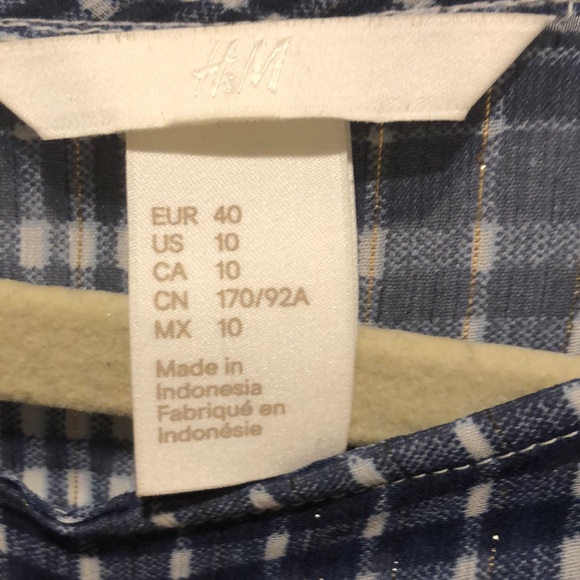 H&M
EUR 40
US 10
CA 10
CN 170/92A
MX 10
Made in
Indonesia
Fabriqué en
Indonésie